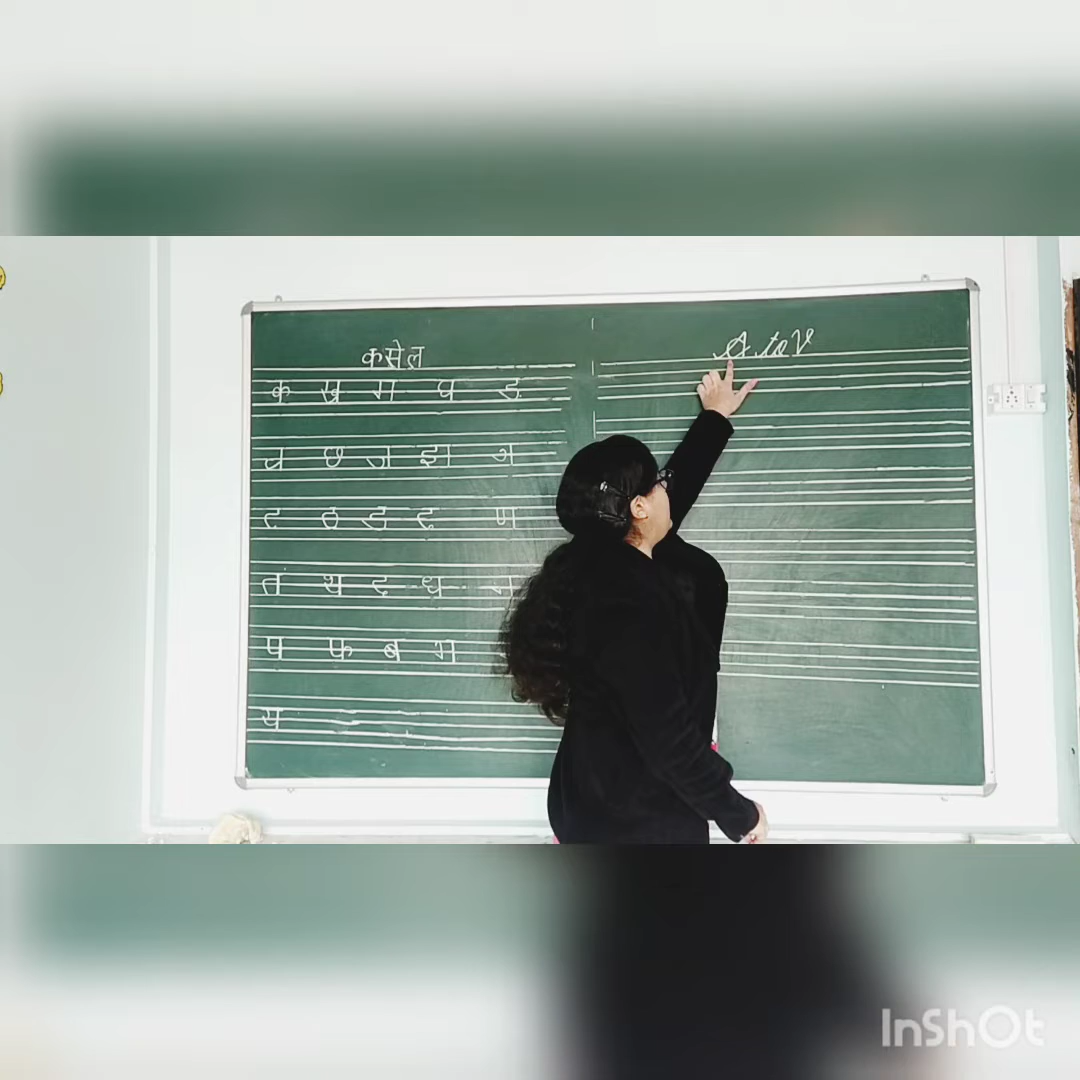 क से ल
क ख ग घ ङ
च छ ज झ ञ
ट ठ ड ढ ण
त थ द ध न
प फ ब भ
य
A to V
InShOt